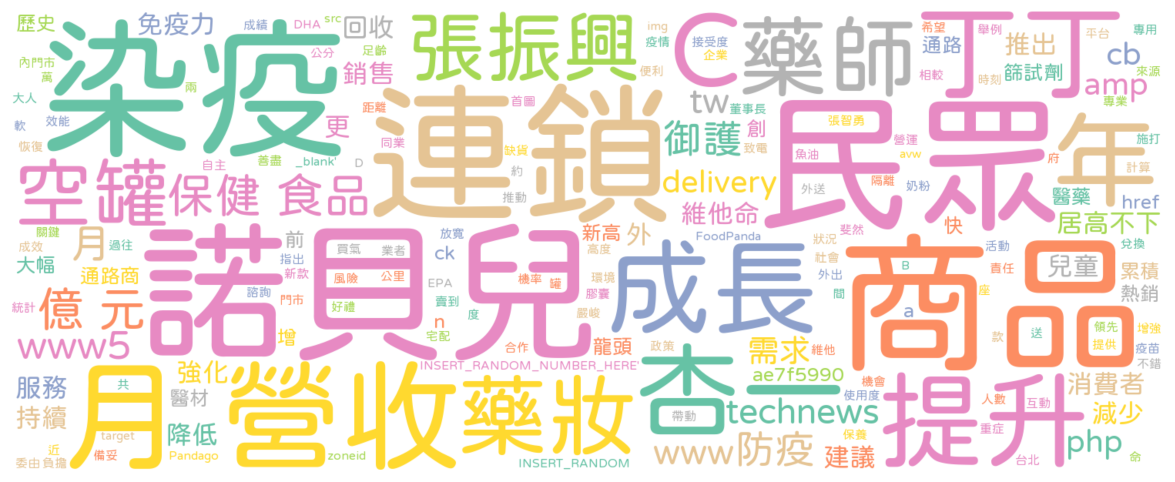 歷史 免疫力 成績 DHA src 回收 張振興 img C 藥師 希望 舉例 丁丁 平台 專用
染疫 公分 足齡 疫情 接受度 企業 通路 推出 cb 來源
內門市 萬 兩 銷售 便利 相較 時刻 篩試劑 amp 專業
大人 軟 效能 距離 連鎖 首圖 tw 董事長 民眾 張智勇 年 施打
恢復 更 同業 缺貨 御護 創 致電 魚油 營運 avw 府 計算
空罐 自主 善盡 _blank' D 約 delivery 外送 隔離 奶粉 醫藥 href
保健 食品 推動 維他命 斐然 快 居高不下
關鍵 成效 月 過往 前 買氣 業者 放寬 新高 外 FoodPanda 狀況 活動 兌換
大幅 通路商 諾貝兒 指出 新款 風險 公里 ck 高度 成長 社會 外出 商品 責任 兒童 累積
億 元 諮詢 門市 好禮 EPA 賣到 機率 罐 環境 膠囊 間 B 座 熱銷
統計 增 宅配 n 度 嚴峻 a 款 送 領先 增強
www5 合作 龍頭 政策 需求 維他 提供 疫苗 不錯
INSERT_RANDOM_NUMBER_HERE' ae7f5990 機會
服務 月 共 強化 營收 藥妝 杏一 使用度 提升 人數 互動 消費者
持續 醫材 帶動 technews 減少
近 target 降低 www 防疫 保養 重症 php
委由 負擔 備妥 Pandago zoneid INSERT_RANDOM 建議 台北 命